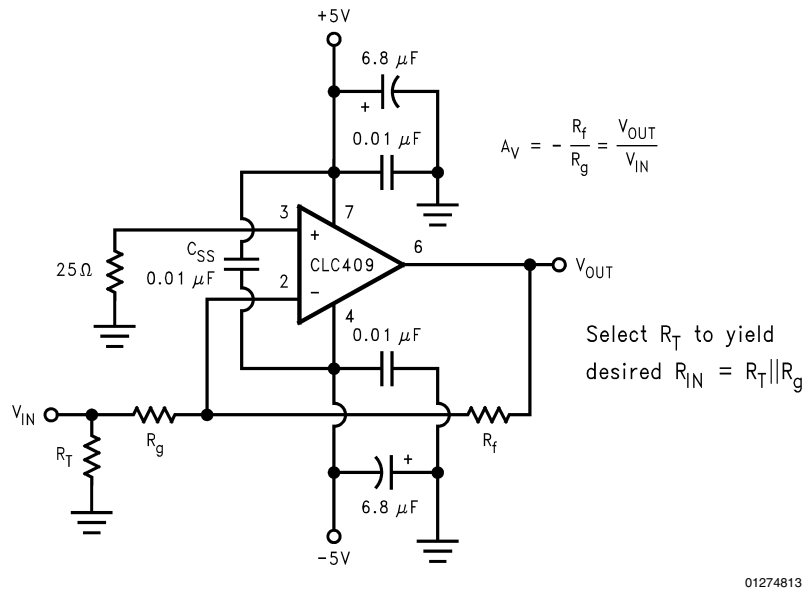 +5V
6.8 μF
+
0.01 μF
A_V = - R_f / R_g = V_OUT / V_IN
3
7
+
C_SS
6
25Ω
CLC409
V_OUT
0.01 μF
2
−
4
0.01 μF
Select R_T to yield
desired R_IN = R_T||R_g
V_IN
R_g
R_f
R_T
+
6.8 μF
−5V
01274813